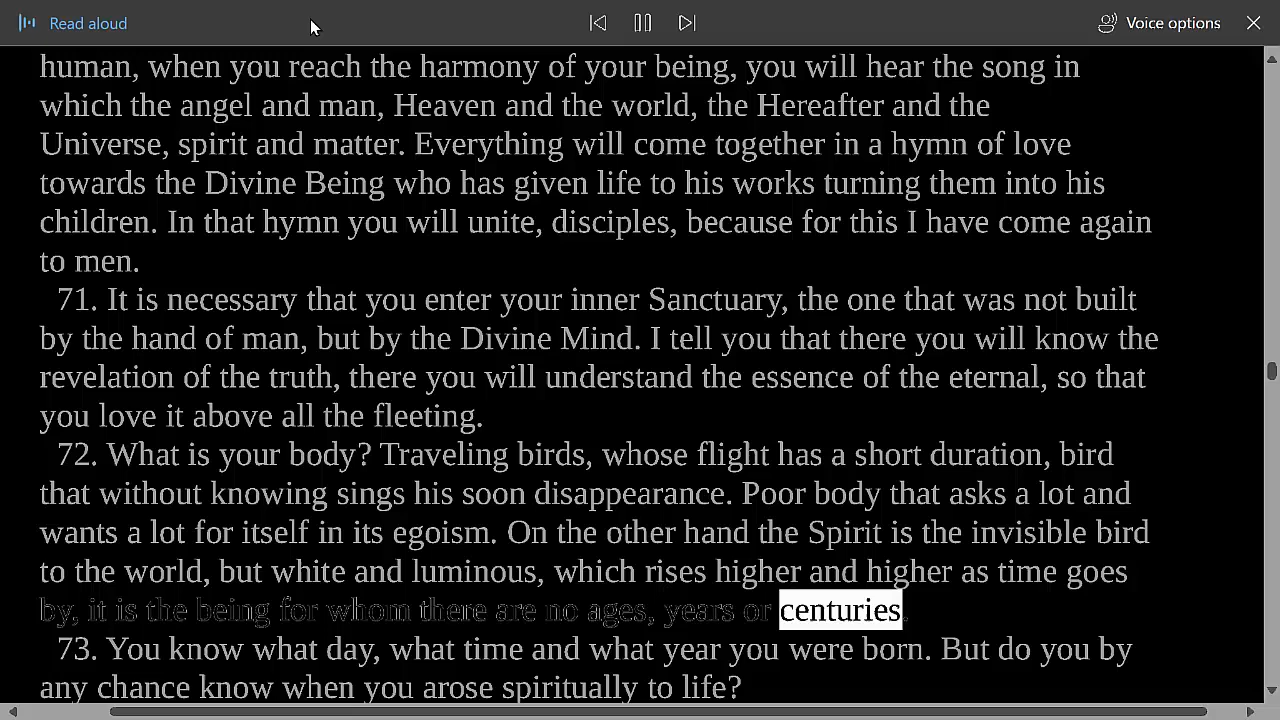 Read aloud
Voice options
human, when you reach the harmony of your being, you will hear the song in
which the angel and man, Heaven and the world, the Hereafter and the
Universe, spirit and matter. Everything will come together in a hymn of love
towards the Divine Being who has given life to his works turning them into his
children. In that hymn you will unite, disciples, because for this I have come again
to men.
71. It is necessary that you enter your inner Sanctuary, the one that was not built
by the hand of man, but by the Divine Mind. I tell you that there you will know the
revelation of the truth, there you will understand the essence of the eternal, so that
you love it above all the fleeting.
72. What is your body? Traveling birds, whose flight has a short duration, bird
that without knowing sings his soon disappearance. Poor body that asks a lot and
wants a lot for itself in its egoism. On the other hand the Spirit is the invisible bird
to the world, but white and luminous, which rises higher and higher as time goes
by, it is the being for whom there are no ages, years or centuries.
73. You know what day, what time and what year you were born. But do you by
any chance know when you arose spiritually to life?